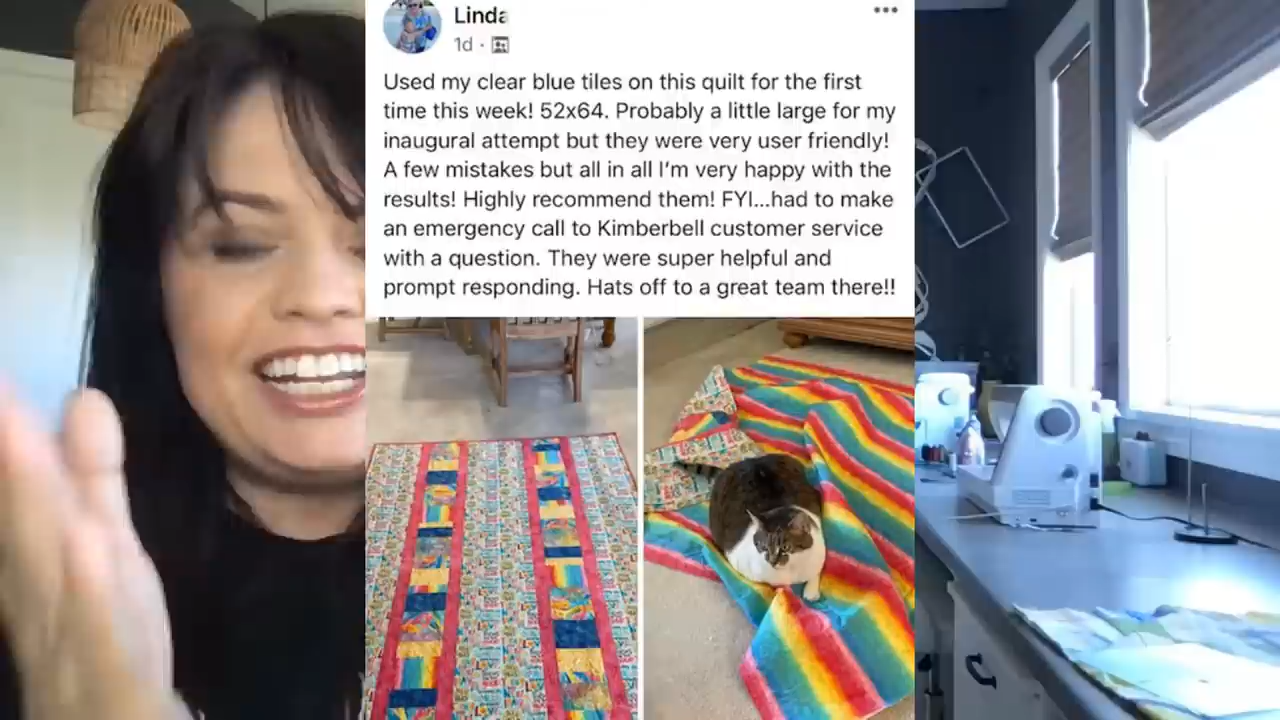 Linda
1d ·
Used my clear blue tiles on this quilt for the first
time this week! 52x64. Probably a little large for my
inaugural attempt but they were very user friendly!
A few mistakes but all in all I'm very happy with the
results! Highly recommend them! FYI...had to make
an emergency call to Kimberbell customer service
with a question. They were super helpful and
prompt responding. Hats off to a great team there!!